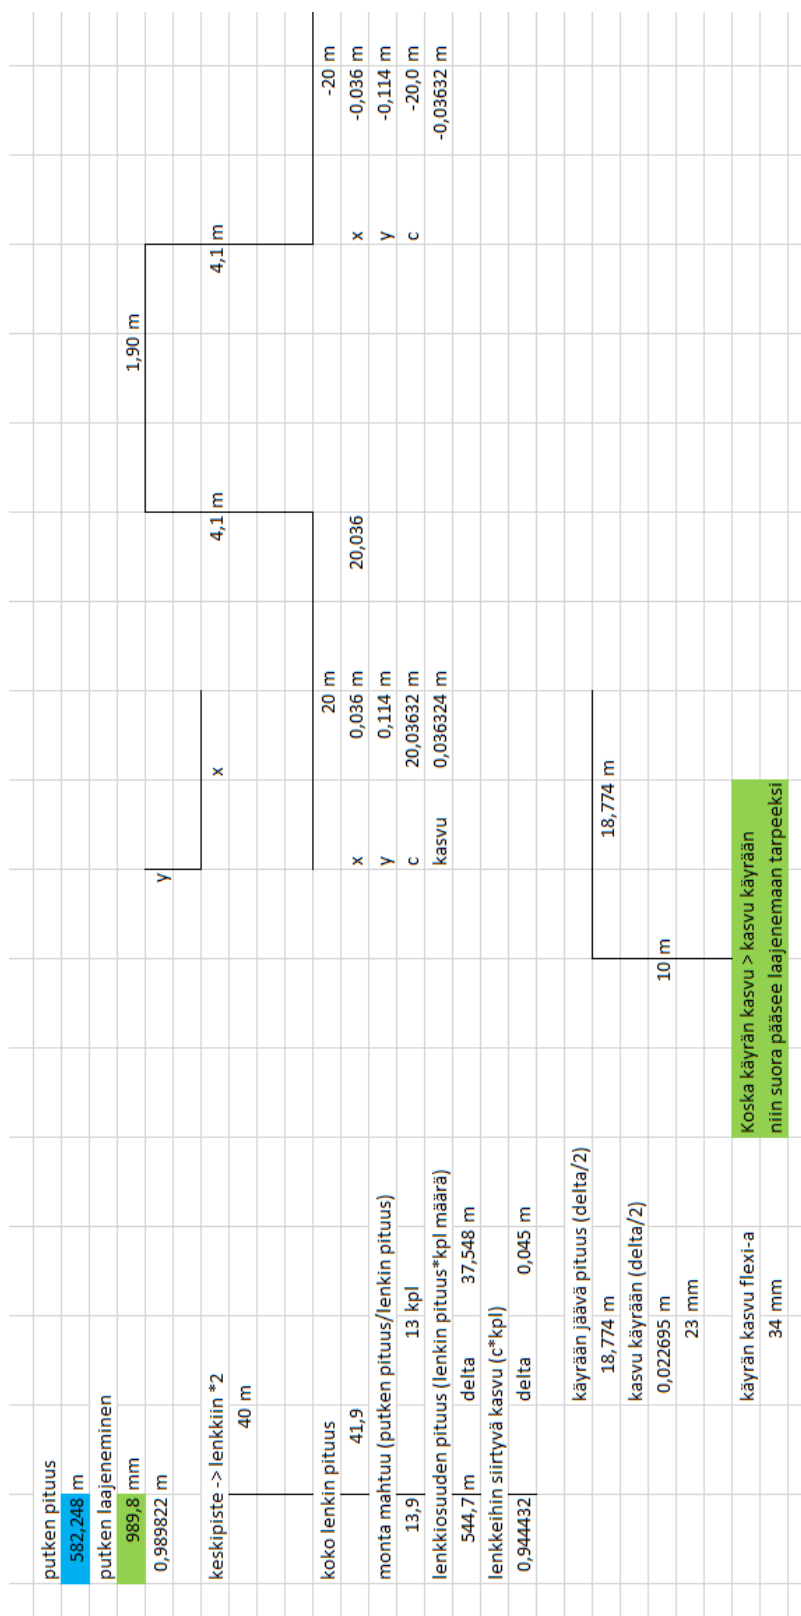 putken pituus
582,248 m
putken laajeneminen
989,8 mm
0,989822 m
keskipiste -> lenkkiin *2
40 m
koko lenkin pituus
41,9
monta mahtuu (putken pituus/lenkin pituus)
13,9 13 kpl
lenkkiosuuden pituus (lenkin pituus*kpl määrä)
544,7 m delta 37,548 m
lenkkeihin siirtyvä kasvu (c*kpl)
0,944432 delta 0,045 m
käyrään jäävä pituus (delta/2)
18,774 m
kasvu käyrään (delta/2)
0,022695 m
23 mm
käyrän kasvu flexi-a
34 mm
y
x
1,90 m
4,1 m
4,1 m
20 m
x 0,036 m
20,036
y 0,114 m
c 20,03632 m
kasvu 0,036324 m
-20 m
x -0,036 m
y -0,114 m
c -20,0 m
-0,03632 m
18,774 m
10 m
Koska käyrän kasvu > kasvu käyrään
niin suora pääsee laajenemaan tarpeeksi